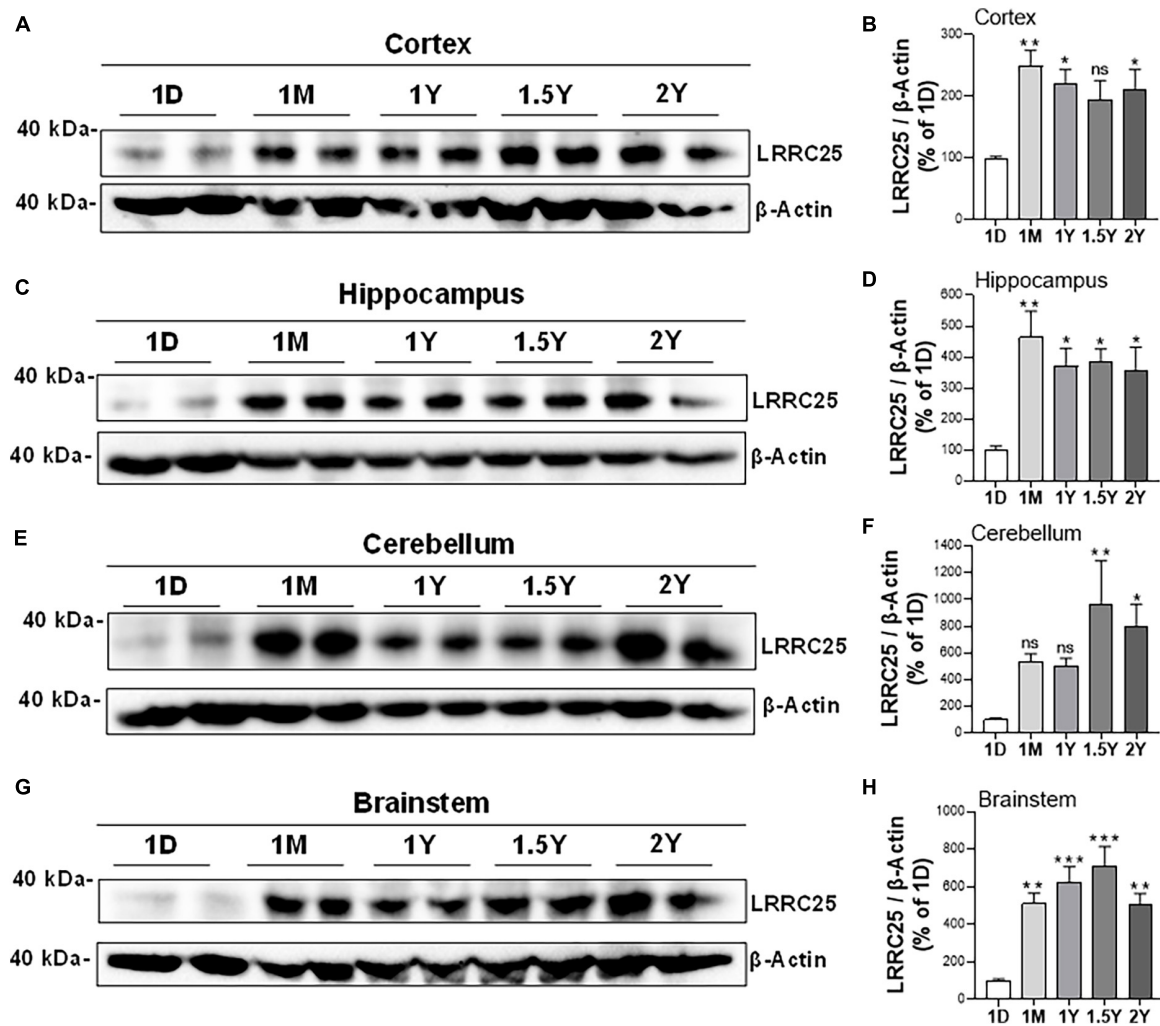 A
Cortex
1D 1M 1Y 1.5Y 2Y
40 kDa-
LRRC25
40 kDa-
β-Actin
B
Cortex
LRRC25 / β-Actin
(% of 1D)
300
200
100
0
** * ns *
1D 1M 1Y 1.5Y 2Y
C
Hippocampus
1D 1M 1Y 1.5Y 2Y
40 kDa-
LRRC25
40 kDa-
β-Actin
D
Hippocampus
LRRC25 / β-Actin
(% of 1D)
600
500
400
300
200
100
0
** * * *
1D 1M 1Y 1.5Y 2Y
E
Cerebellum
1D 1M 1Y 1.5Y 2Y
40 kDa-
LRRC25
40 kDa-
β-Actin
F
Cerebellum
LRRC25 / β-Actin
(% of 1D)
1400
1200
1000
800
600
400
200
0
ns ns ** *
1D 1M 1Y 1.5Y 2Y
G
Brainstem
1D 1M 1Y 1.5Y 2Y
40 kDa-
LRRC25
40 kDa-
β-Actin
H
Brainstem
LRRC25 / β-Actin
(% of 1D)
1000
800
600
400
200
0
** *** *** **
1D 1M 1Y 1.5Y 2Y